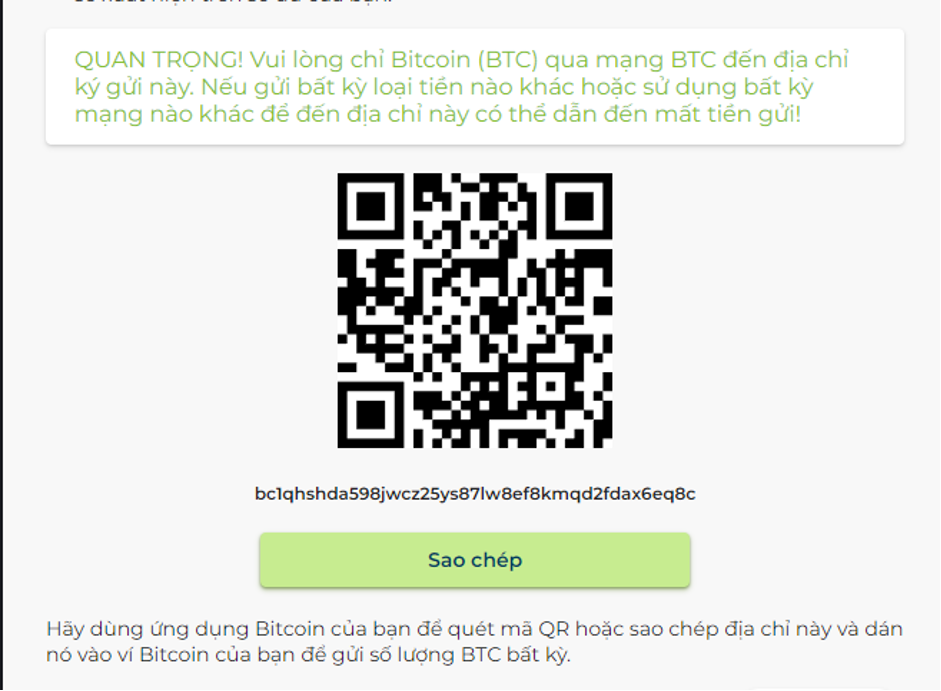 QUAN TRỌNG! Vui lòng chỉ Bitcoin (BTC) qua mạng BTC đến địa chỉ
ký gửi này. Nếu gửi bất kỳ loại tiền nào khác hoặc sử dụng bất kỳ
mạng nào khác để đến địa chỉ này có thể dẫn đến mất tiền gửi!
bc1qhshda598jwcz25ys87lw8ef8kmqd2fdax6eq8c
Sao chép
Hãy dùng ứng dụng Bitcoin của bạn để quét mã QR hoặc sao chép địa chỉ này và dán
nó vào ví Bitcoin của bạn để gửi số lượng BTC bất kỳ.